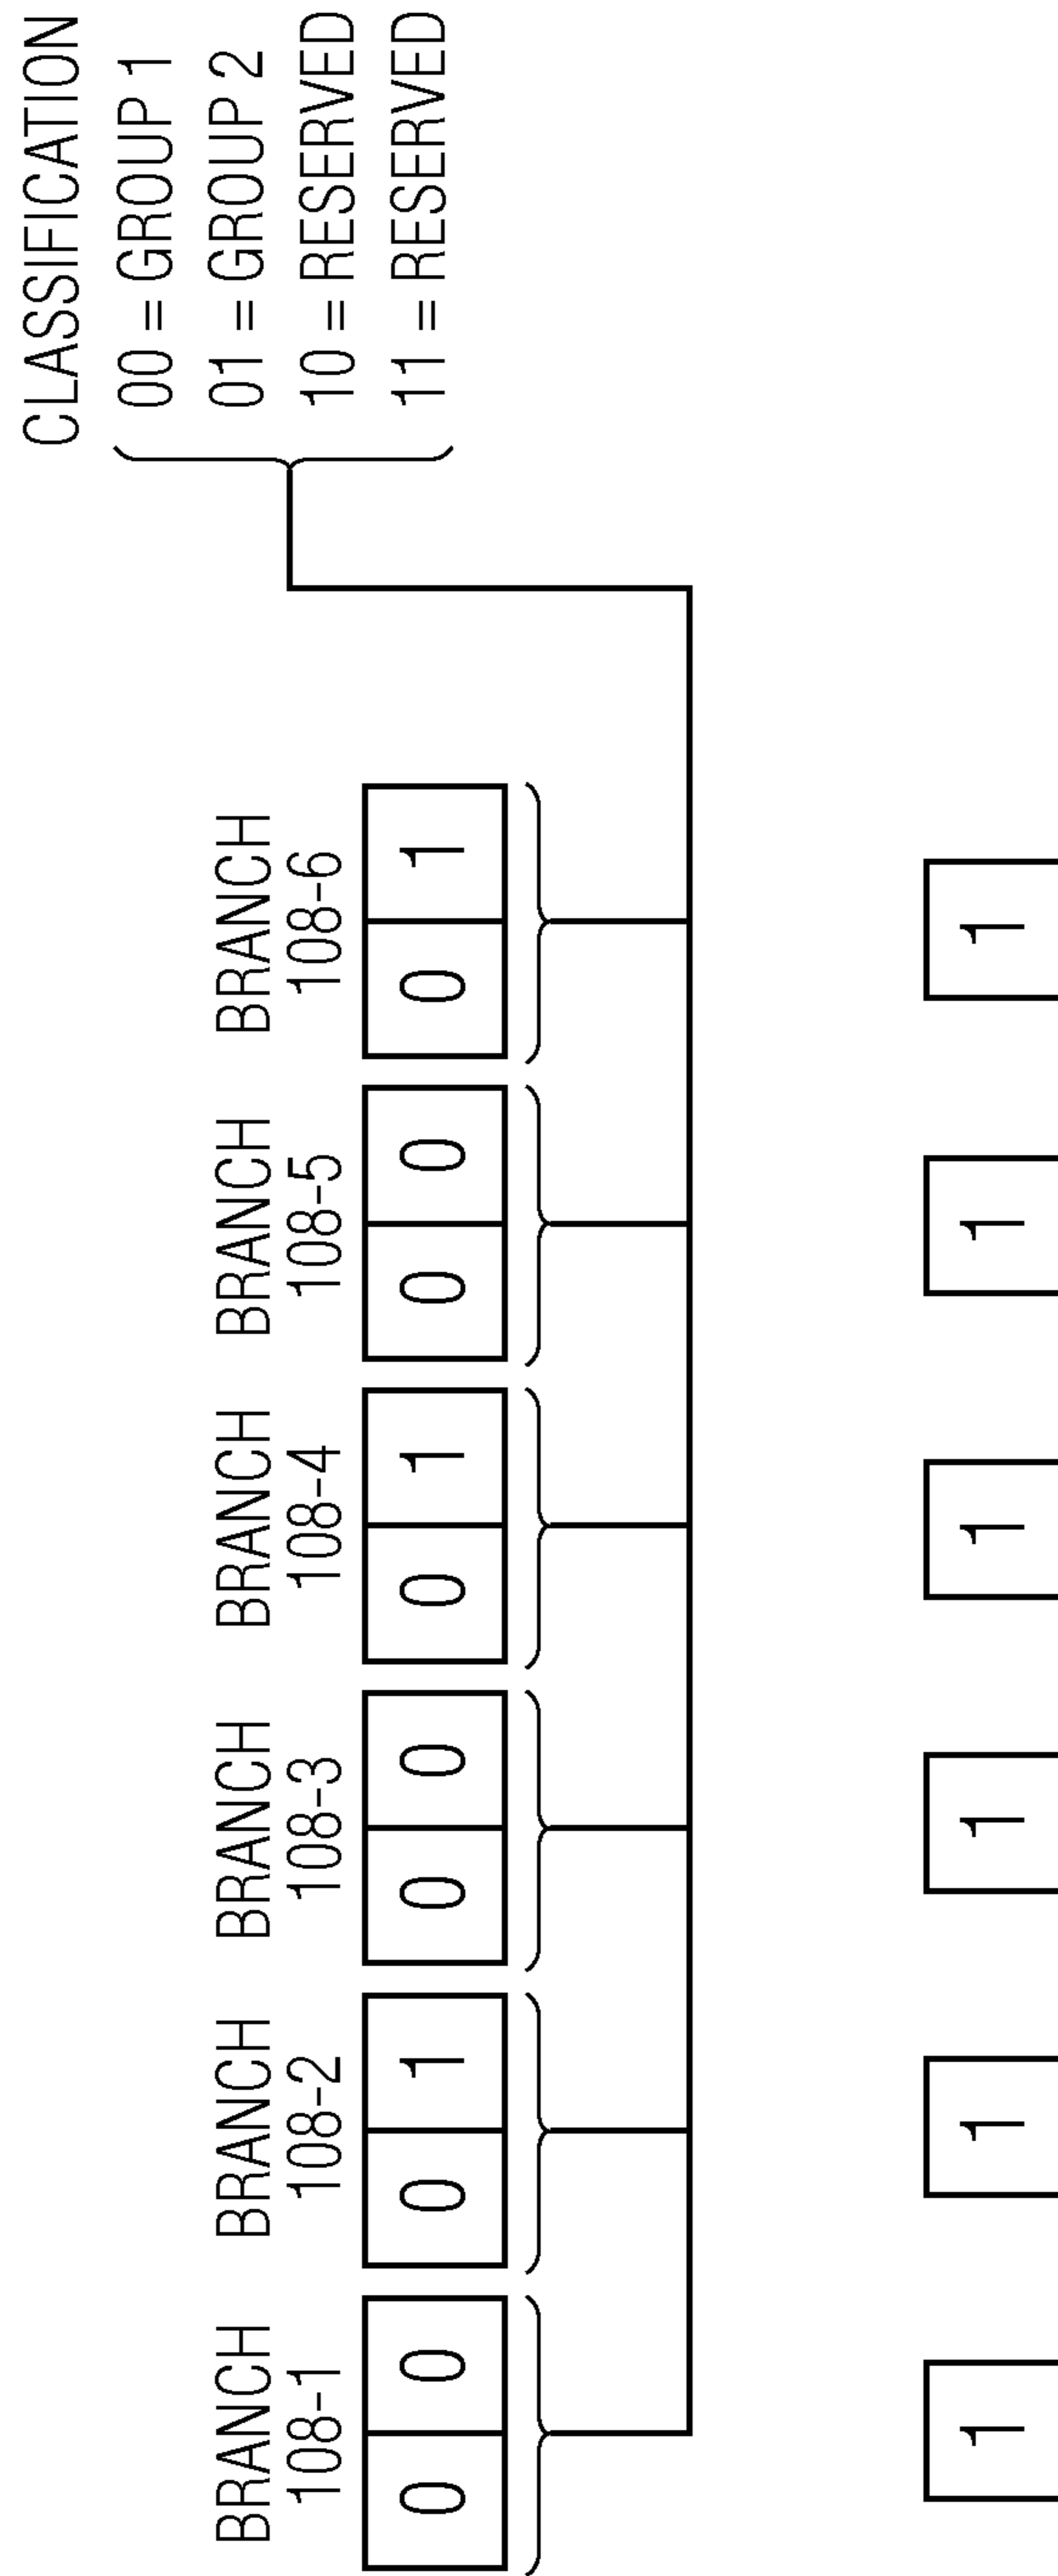 CLASSIFICATION
00 = GROUP 1
01 = GROUP 2
10 = RESERVED
11 = RESERVED
BRANCH
108-1
BRANCH
108-2
BRANCH
108-3
BRANCH
108-4
BRANCH
108-5
BRANCH
108-6
0 0
0 1
0 0
0 1
0 0
0 1
1
1
1
1
1
1